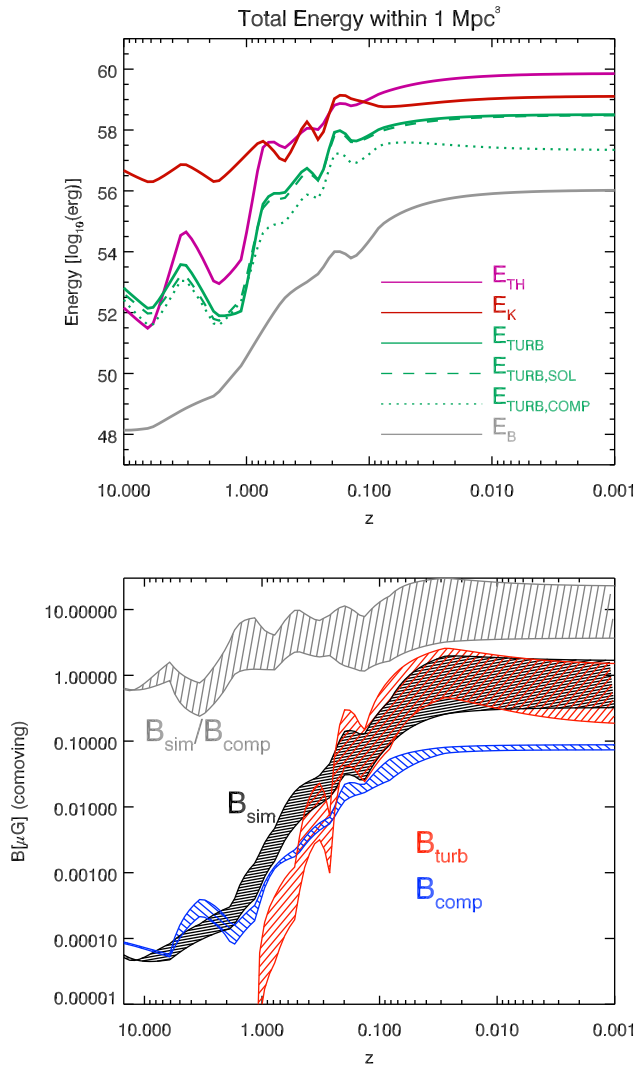 Total Energy within 1 Mpc³
60
58
56
54
52
50
48
Energy [log₁₀(erg)]
E_TH
E_K
E_TURB
E_TURB,SOL
E_TURB,COMP
E_B
10.000 1.000 0.100 0.010 0.001
z
10.00000
1.00000
0.10000
0.01000
0.00100
0.00010
0.00001
B[μG] (comoving)
B_sim/B_comp
B_sim
B_turb
B_comp
10.000 1.000 0.100 0.010 0.001
z